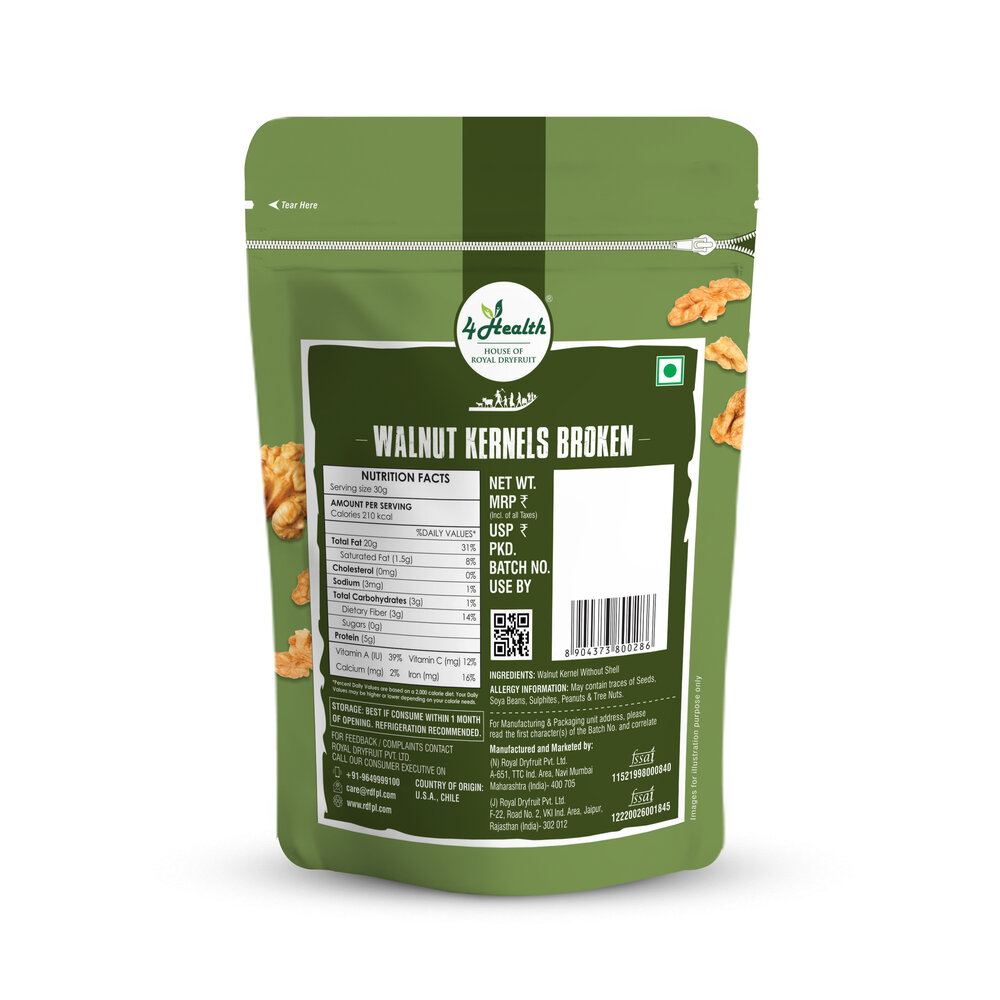 Tear Here
4 Health
®
HOUSE OF
ROYAL DRYFRUIT
WALNUT KERNELS BROKEN
NUTRITION FACTS
Serving size 30g
AMOUNT PER SERVING
Calories 210 kcal
%DAILY VALUES*
Total Fat 20g 31%
Saturated Fat (1.5g) 8%
Cholesterol (0mg) 0%
Sodium (3mg) 1%
Total Carbohydrates (3g) 1%
Dietary Fiber (3g) 14%
Sugars (0g)
Protein (5g)
Vitamin A (IU) 39% Vitamin C (mg) 12%
Calcium (mg) 2% Iron (mg) 16%
*Percent Daily Values are based on a 2,000 calorie diet. Your Daily
Values may be higher or lower depending on your calorie needs.
STORAGE: BEST IF CONSUME WITHIN 1 MONTH
OF OPENING. REFRIGERATION RECOMMENDED.
FOR FEEDBACK / COMPLAINTS CONTACT
ROYAL DRYFRUIT PVT. LTD.
CALL OUR CONSUMER EXECUTIVE ON
+91-9649999100
care@rdfpl.com
www.rdfpl.com
COUNTRY OF ORIGIN:
U.S.A., CHILE
NET WT.
MRP ₹
(Incl. of all Taxes)
USP ₹
PKD.
BATCH NO.
USE BY
8 904373 800286
INGREDIENTS: Walnut Kernel Without Shell
ALLERGY INFORMATION: May contain traces of Seeds,
Soya Beans, Sulphites, Peanuts & Tree Nuts.
For Manufacturing & Packaging unit address, please
read the first character(s) of the Batch No. and correlate
Manufactured and Marketed by:
(N) Royal Dryfruit Pvt. Ltd.
A-651, TTC Ind. Area, Navi Mumbai
Maharashtra (India)- 400 705
(J) Royal Dryfruit Pvt. Ltd.
F-22, Road No. 2, VKI Ind. Area, Jaipur,
Rajasthan (India)- 302 012
fssai
11521998000840
fssai
12220026001845
Images for illustration purpose only